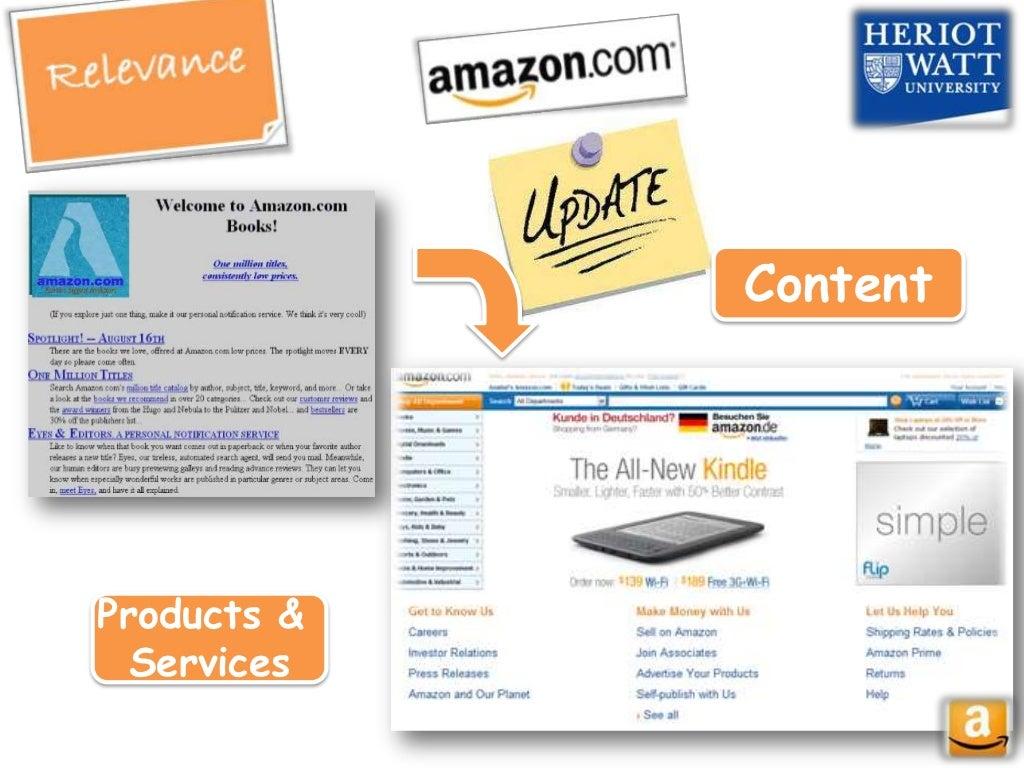 Relevance
amazon.com
HERIOT
WATT
UNIVERSITY
UPDATE
Content
Welcome to Amazon.com
Books!
One million titles,
consistently low prices.
amazon.com
(If you explore just one thing, make it our personal notification service. We think it's very cool!)
SPOTLIGHT! -- AUGUST 16TH
These are the books we love, offered at Amazon.com low prices. The spotlight moves EVERY
day so please come often.
ONE MILLION TITLES
Search Amazon.com's million title catalog by author, subject, title, keyword, and more... Or take
a look at the books we recommend in over 20 categories... Check out our customer reviews and
the award winners from the Hugo and Nebula to the Pulitzer and Nobel... and bestsellers are
30% off the publishers list...
EYES & EDITORS, A PERSONAL NOTIFICATION SERVICE
Like to know when that book you want comes out in paperback or when your favorite author
releases a new title? Eyes, our tireless, automated search agent, will send you mail. Meanwhile,
our human editors are busy previewing galleys and reading advance reviews. They can let you
know when especially wonderful works are published in particular genres or subject areas. Come
in, meet Eyes, and have it all explained.
Products &
Services
amazon.com
Search All Departments
Cart Wish List
Kunde in Deutschland? Besuchen Sie
Shopping from Germany? amazon.de
The All-New Kindle
Smaller, Lighter, Faster with 50% Better Contrast
Order now: $139 Wi-Fi / $189 Free 3G+Wi-Fi
Check out our selection of
laptops discounted
simple
flip
Get to Know Us
Careers
Investor Relations
Press Releases
Amazon and Our Planet
Make Money with Us
Sell on Amazon
Join Associates
Advertise Your Products
Self-publish with Us
› See all
Let Us Help You
Shipping Rates & Policies
Amazon Prime
Returns
Help
a